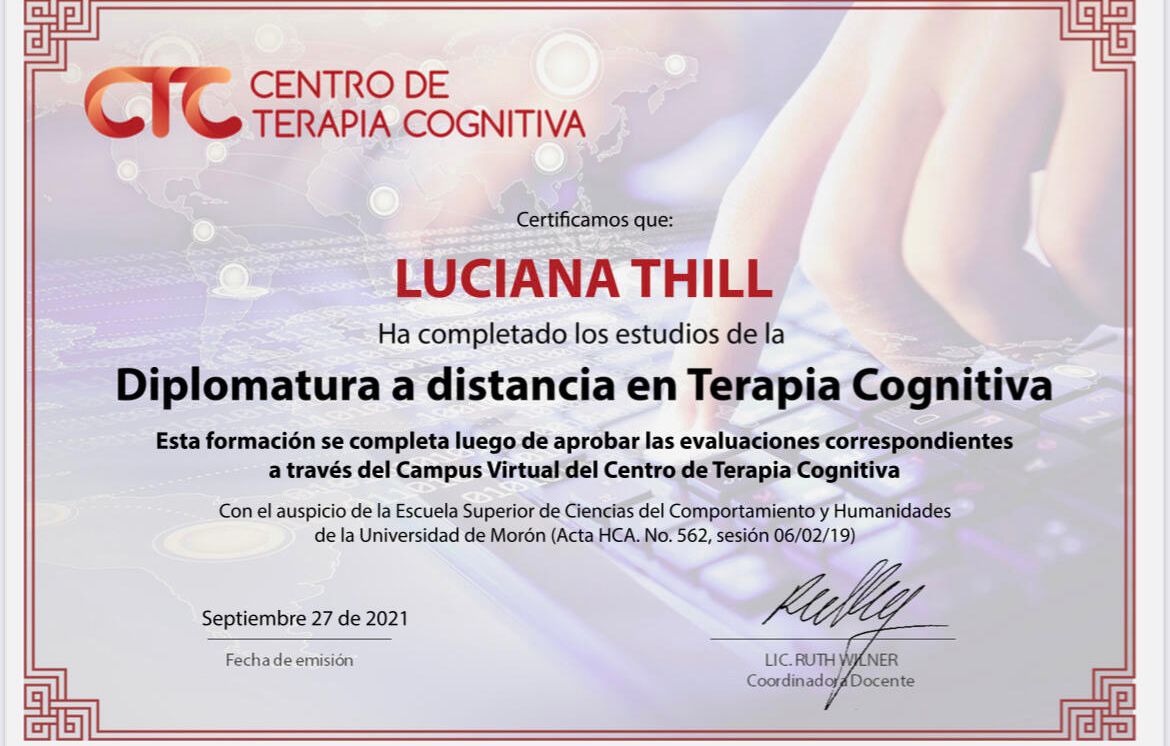 CTC CENTRO DE
TERAPIA COGNITIVA
Certificamos que:
LUCIANA THILL
Ha completado los estudios de la
Diplomatura a distancia en Terapia Cognitiva
Esta formación se completa luego de aprobar las evaluaciones correspondientes
a través del Campus Virtual del Centro de Terapia Cognitiva
Con el auspicio de la Escuela Superior de Ciencias del Comportamiento y Humanidades
de la Universidad de Morón (Acta HCA. No. 562, sesión 06/02/19)
Septiembre 27 de 2021
Fecha de emisión
LIC. RUTH WILNER
Coordinadora Docente